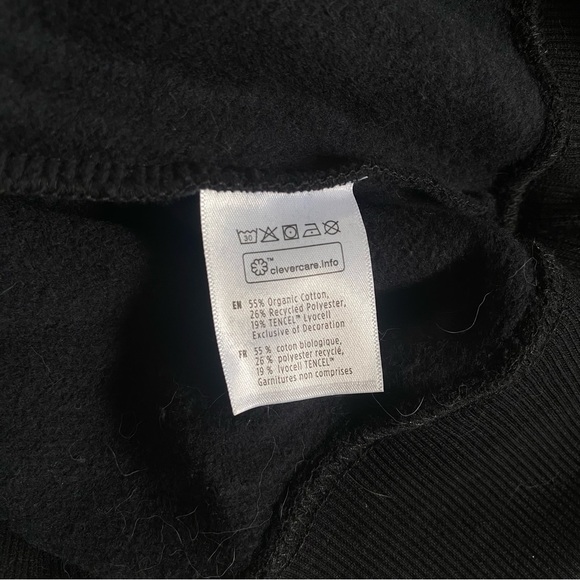 30
™ clevercare.info
EN 55% Organic Cotton,
26% Recycled Polyester,
19% TENCEL™ Lyocell
Exclusive of Decoration
FR 55 % coton biologique,
26 % polyester recyclé,
19 % lyocell TENCEL™
Garnitures non comprises